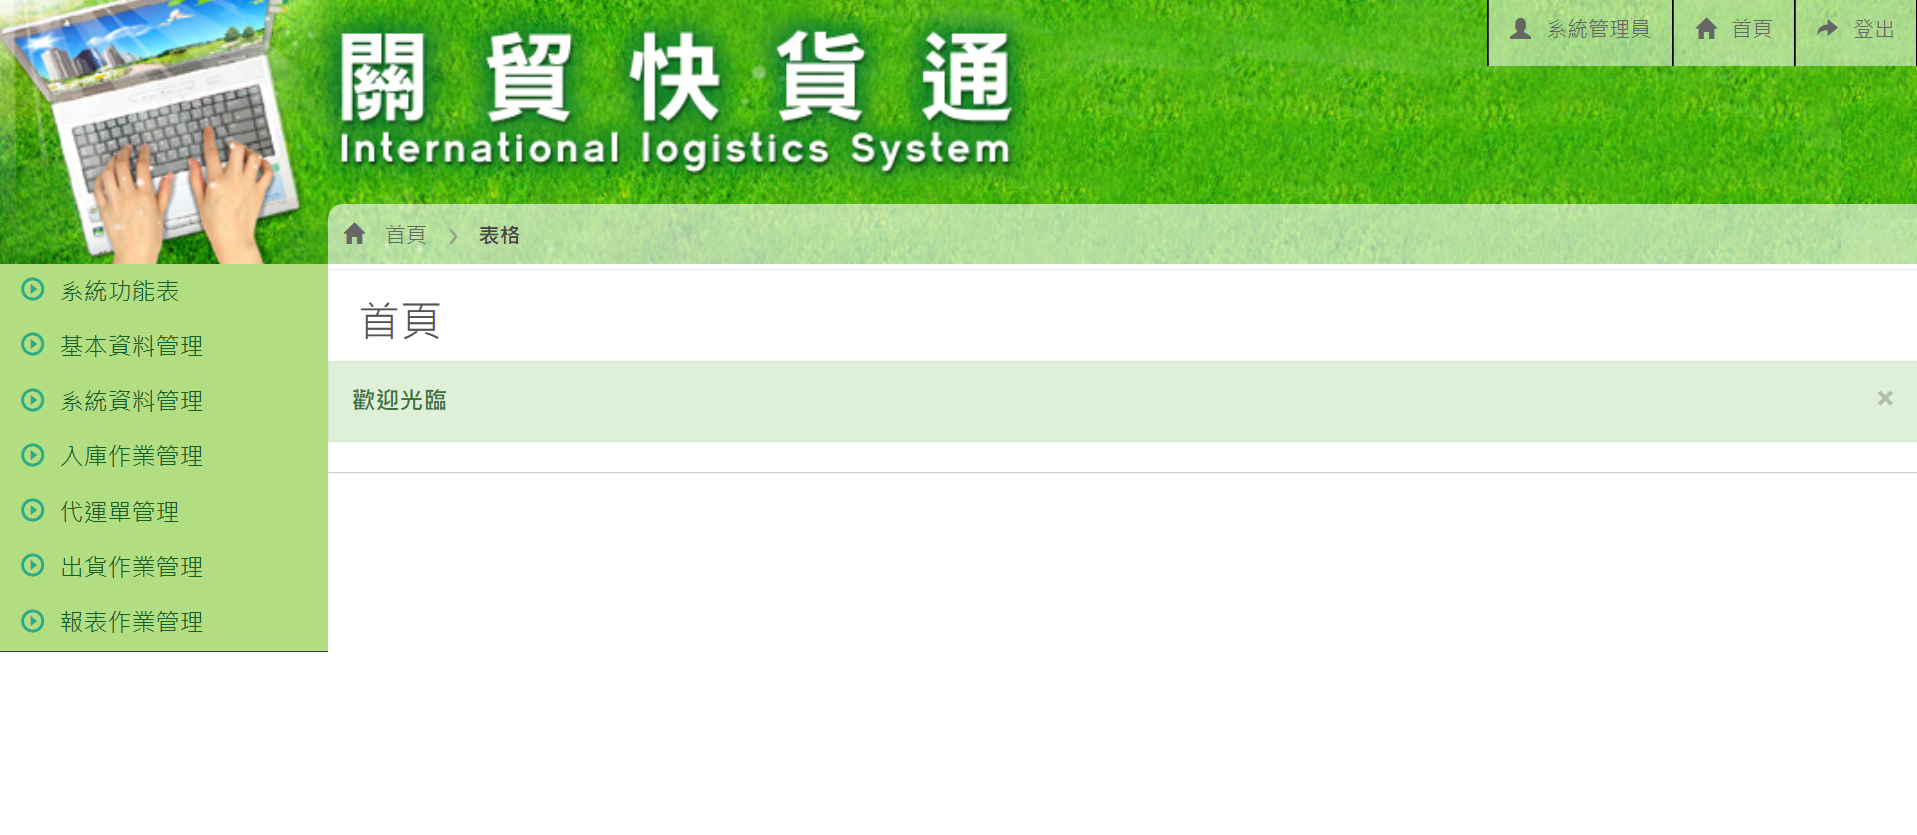 關貿快貨通
International logistics System
系統管理員
首頁
登出
首頁 > 表格
系統功能表
基本資料管理
系統資料管理
入庫作業管理
代運單管理
出貨作業管理
報表作業管理
首頁
歡迎光臨
×